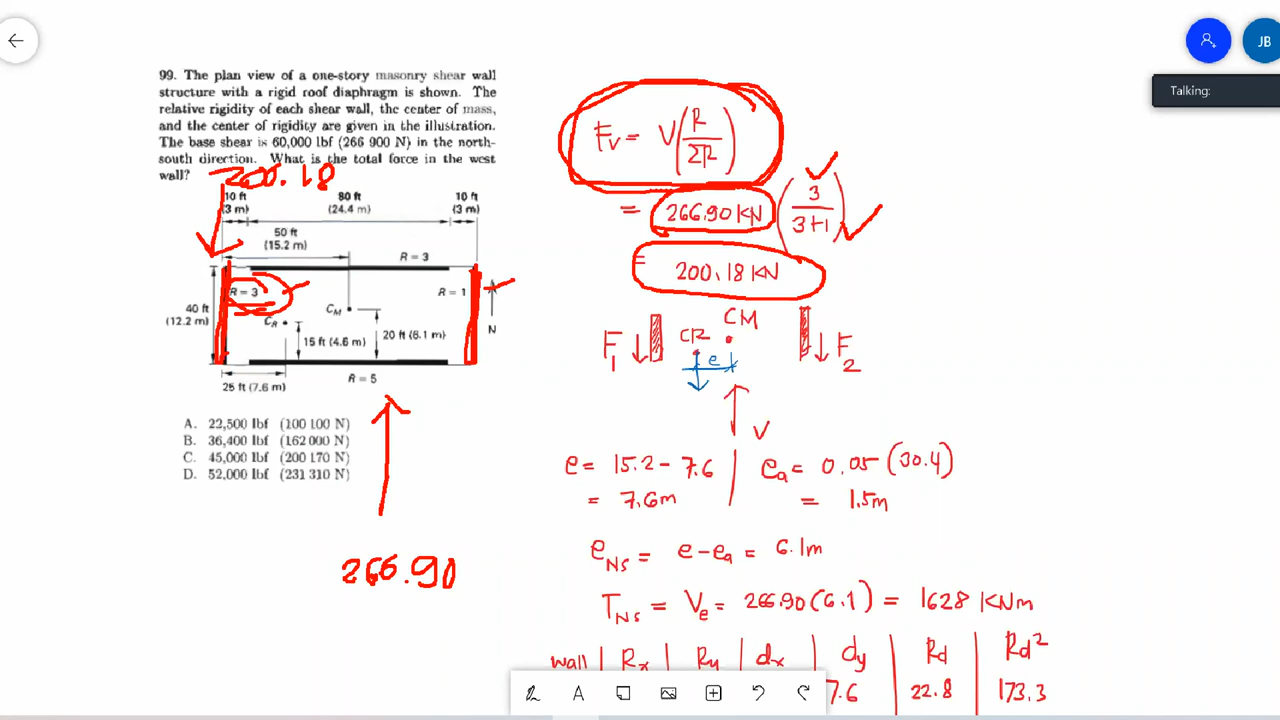 JB
Talking:
99. The plan view of a one-story masonry shear wall
structure with a rigid roof diaphragm is shown. The
relative rigidity of each shear wall, the center of mass,
and the center of rigidity are given in the illustration.
The base shear is 60,000 lbf (266 900 N) in the north-
south direction. What is the total force in the west
wall?
200.18
10 ft 80 ft 10 ft
(3 m) (24.4 m) (3 m)
50 ft
(15.2 m)
R = 3
R = 3 R = 1
40 ft
(12.2 m)
CM
CR
N
15 ft (4.6 m) 20 ft (6.1 m)
25 ft (7.6 m)
R = 5
A. 22,500 lbf (100 100 N)
B. 36,400 lbf (162 000 N)
C. 45,000 lbf (200 170 N)
D. 52,000 lbf (231 310 N)
266.90
FV = V(R/ΣR)
= 266.90 KN (3/3+1)
= 200.18 KN
F1 CR CM F2
e
V
e = 15.2 - 7.6 | ea = 0.05 (30.4)
= 7.6m | = 1.5m
eNS = e - ea = 6.1m
TNS = Ve = 266.90(6.1) = 1628 KNm
wall | Rx | Ry | dx | dy | Rd | Rd²
7.6 | 22.8 | 173.3